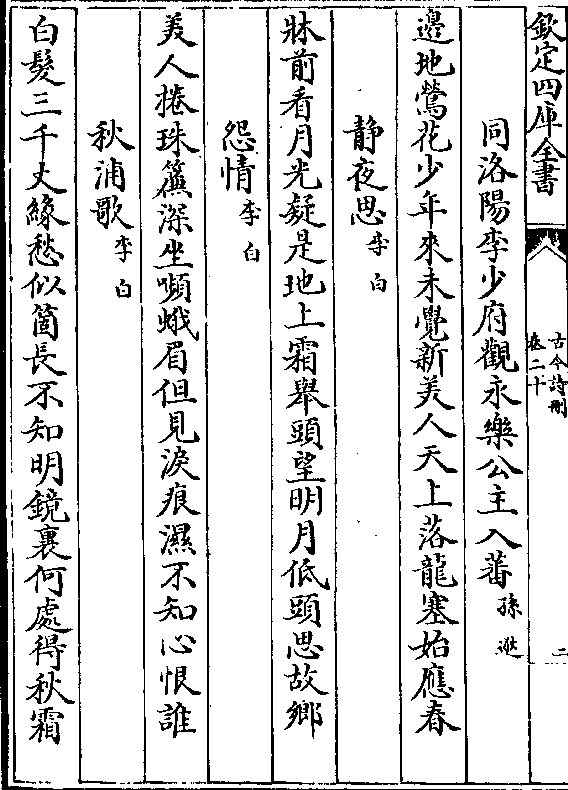 欽定四庫全書
古今詩刪
卷二十
二
同洛陽李少府觀永樂公主入蕃 孫逖
邊地鶯花少年來未覺新美人天上落龍塞始應春
靜夜思 李白
牀前看月光疑是地上霜舉頭望明月低頭思故鄉
怨情 李白
美人捲珠簾深坐嚬蛾眉但見淚痕濕不知心恨誰
秋浦歌 李白
白髮三千丈緣愁似箇長不知明鏡裏何處得秋霜